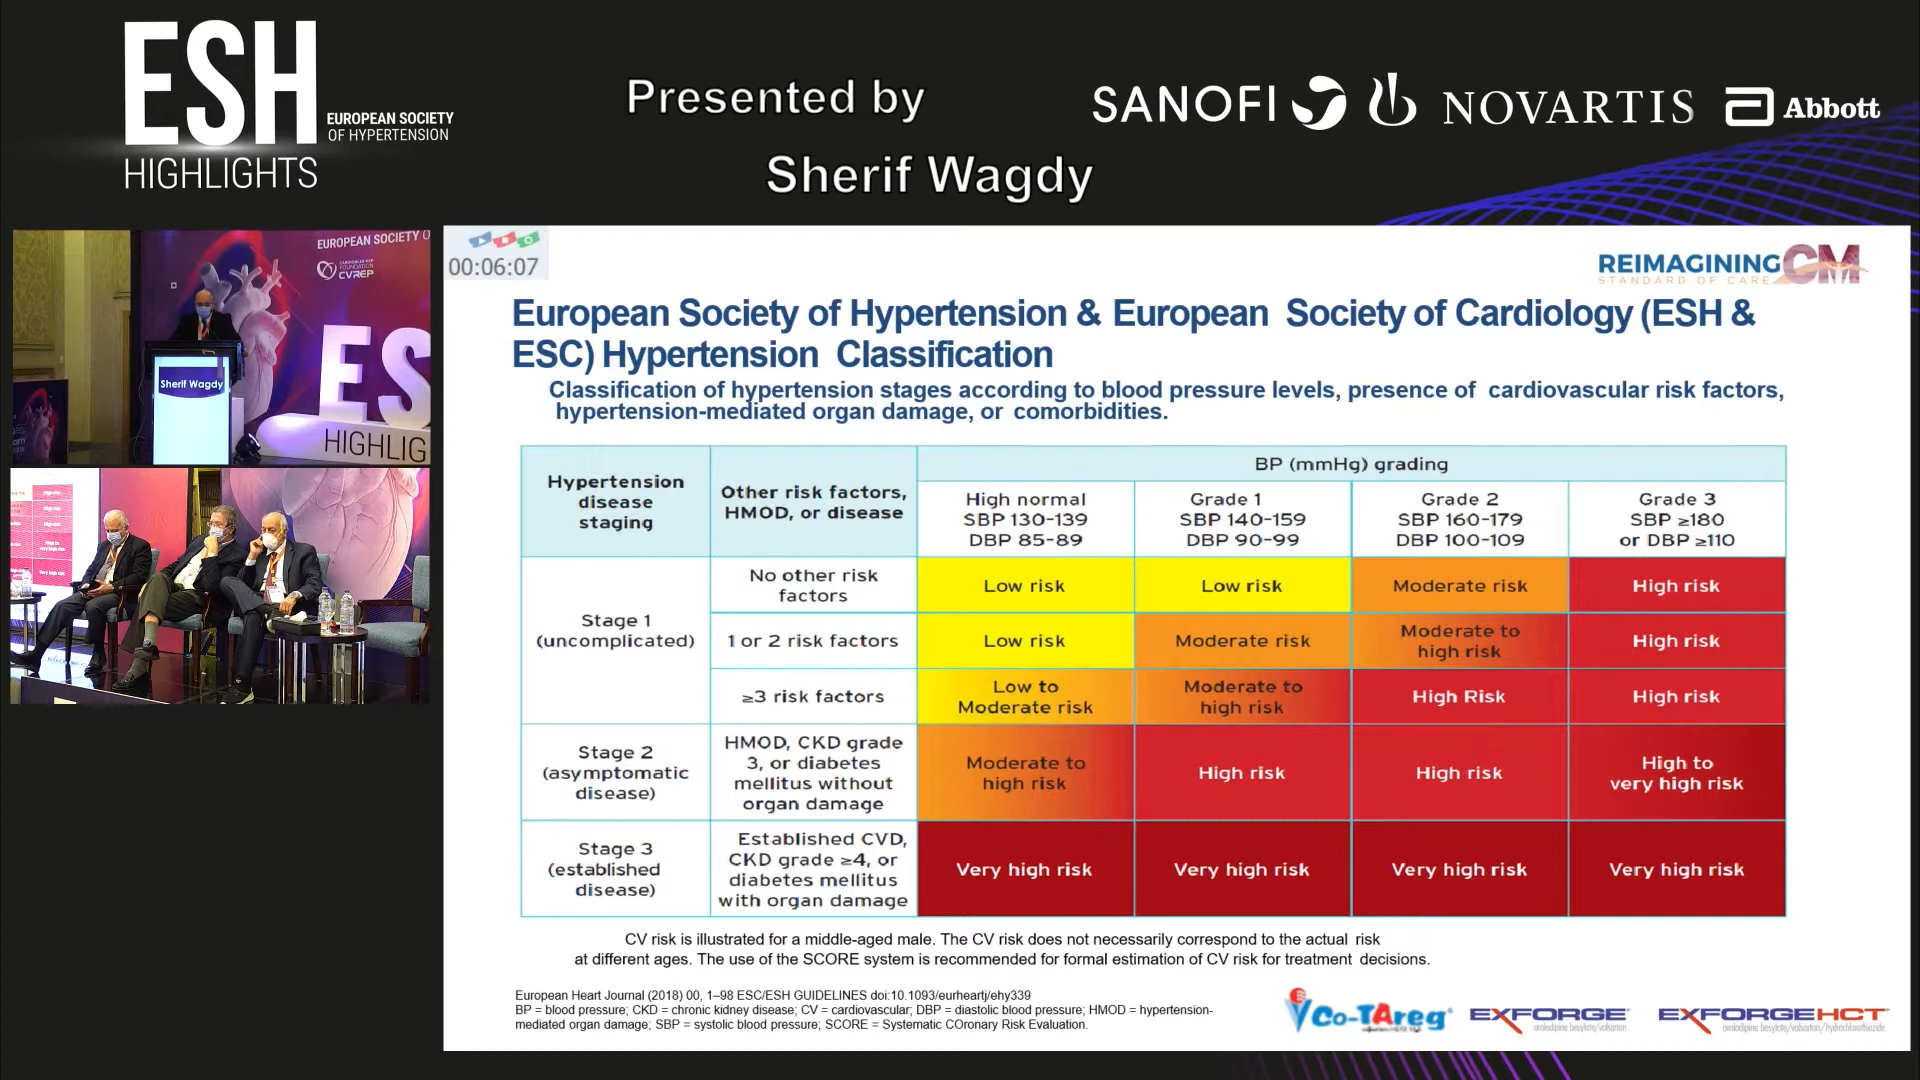 ESH
EUROPEAN SOCIETY
OF HYPERTENSION
HIGHLIGHTS
Presented by
Sherif Wagdy
SANOFI
NOVARTIS
Abbott
EUROPEAN SOCIETY O
CARDIOVASCULAR
FOUNDATION
CVREP
Sherif Wagdy
ES
HIGHLIG
00:06:07
REIMAGINING CM
STANDARD OF CARE
European Society of Hypertension & European Society of Cardiology (ESH &
ESC) Hypertension Classification
Classification of hypertension stages according to blood pressure levels, presence of cardiovascular risk factors,
hypertension-mediated organ damage, or comorbidities.
Hypertension
disease
staging
Other risk factors,
HMOD, or disease
BP (mmHg) grading
High normal
SBP 130-139
DBP 85-89
Grade 1
SBP 140-159
DBP 90-99
Grade 2
SBP 160-179
DBP 100-109
Grade 3
SBP ≥180
or DBP ≥110
Stage 1
(uncomplicated)
No other risk
factors
Low risk
Low risk
Moderate risk
High risk
1 or 2 risk factors
Low risk
Moderate risk
Moderate to
high risk
High risk
≥3 risk factors
Low to
Moderate risk
Moderate to
high risk
High Risk
High risk
Stage 2
(asymptomatic
disease)
HMOD, CKD grade
3, or diabetes
mellitus without
organ damage
Moderate to
high risk
High risk
High risk
High to
very high risk
Stage 3
(established
disease)
Established CVD,
CKD grade ≥4, or
diabetes mellitus
with organ damage
Very high risk
Very high risk
Very high risk
Very high risk
CV risk is illustrated for a middle-aged male. The CV risk does not necessarily correspond to the actual risk
at different ages. The use of the SCORE system is recommended for formal estimation of CV risk for treatment decisions.
European Heart Journal (2018) 00, 1–98 ESC/ESH GUIDELINES doi:10.1093/eurheartj/ehy339
BP = blood pressure; CKD = chronic kidney disease; CV = cardiovascular; DBP = diastolic blood pressure; HMOD = hypertension-
mediated organ damage; SBP = systolic blood pressure; SCORE = Systematic COronary Risk Evaluation.
Co-TAreg
EXFORGE
amlodipine besylate/valsartan
EXFORGE HCT
amlodipine besylate/valsartan/hydrochlorothiazide